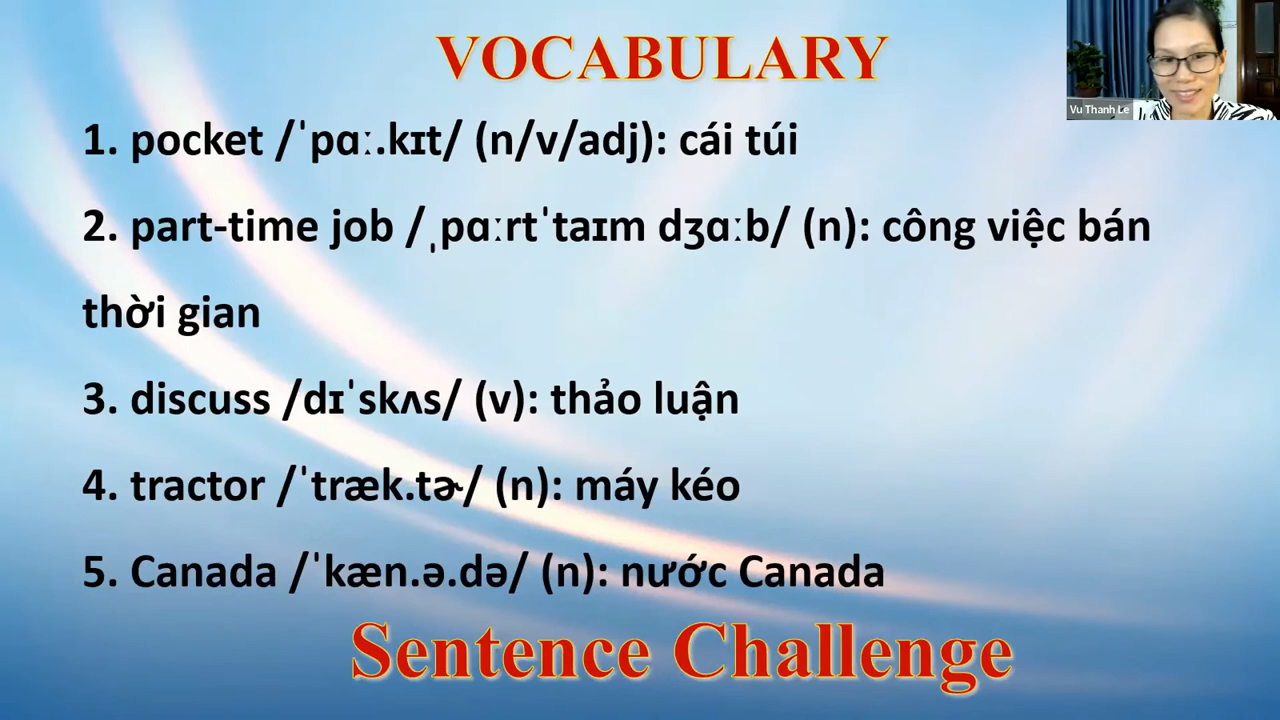 VOCABULARY
Vu Thanh Le
1. pocket /ˈpɑː.kɪt/ (n/v/adj): cái túi
2. part-time job /ˌpɑːrtˈtaɪm dʒɑːb/ (n): công việc bán
thời gian
3. discuss /dɪˈskʌs/ (v): thảo luận
4. tractor /ˈtræk.tɚ/ (n): máy kéo
5. Canada /ˈkæn.ə.də/ (n): nước Canada
Sentence Challenge